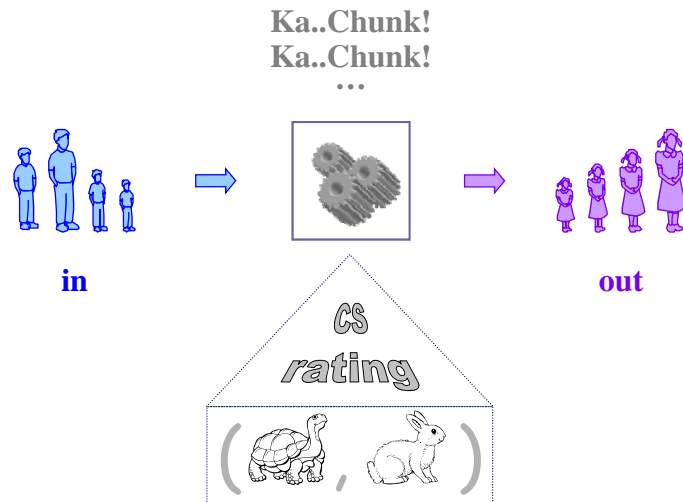 Ka..Chunk!
Ka..Chunk!
...
in
out
CS
rating
( , )